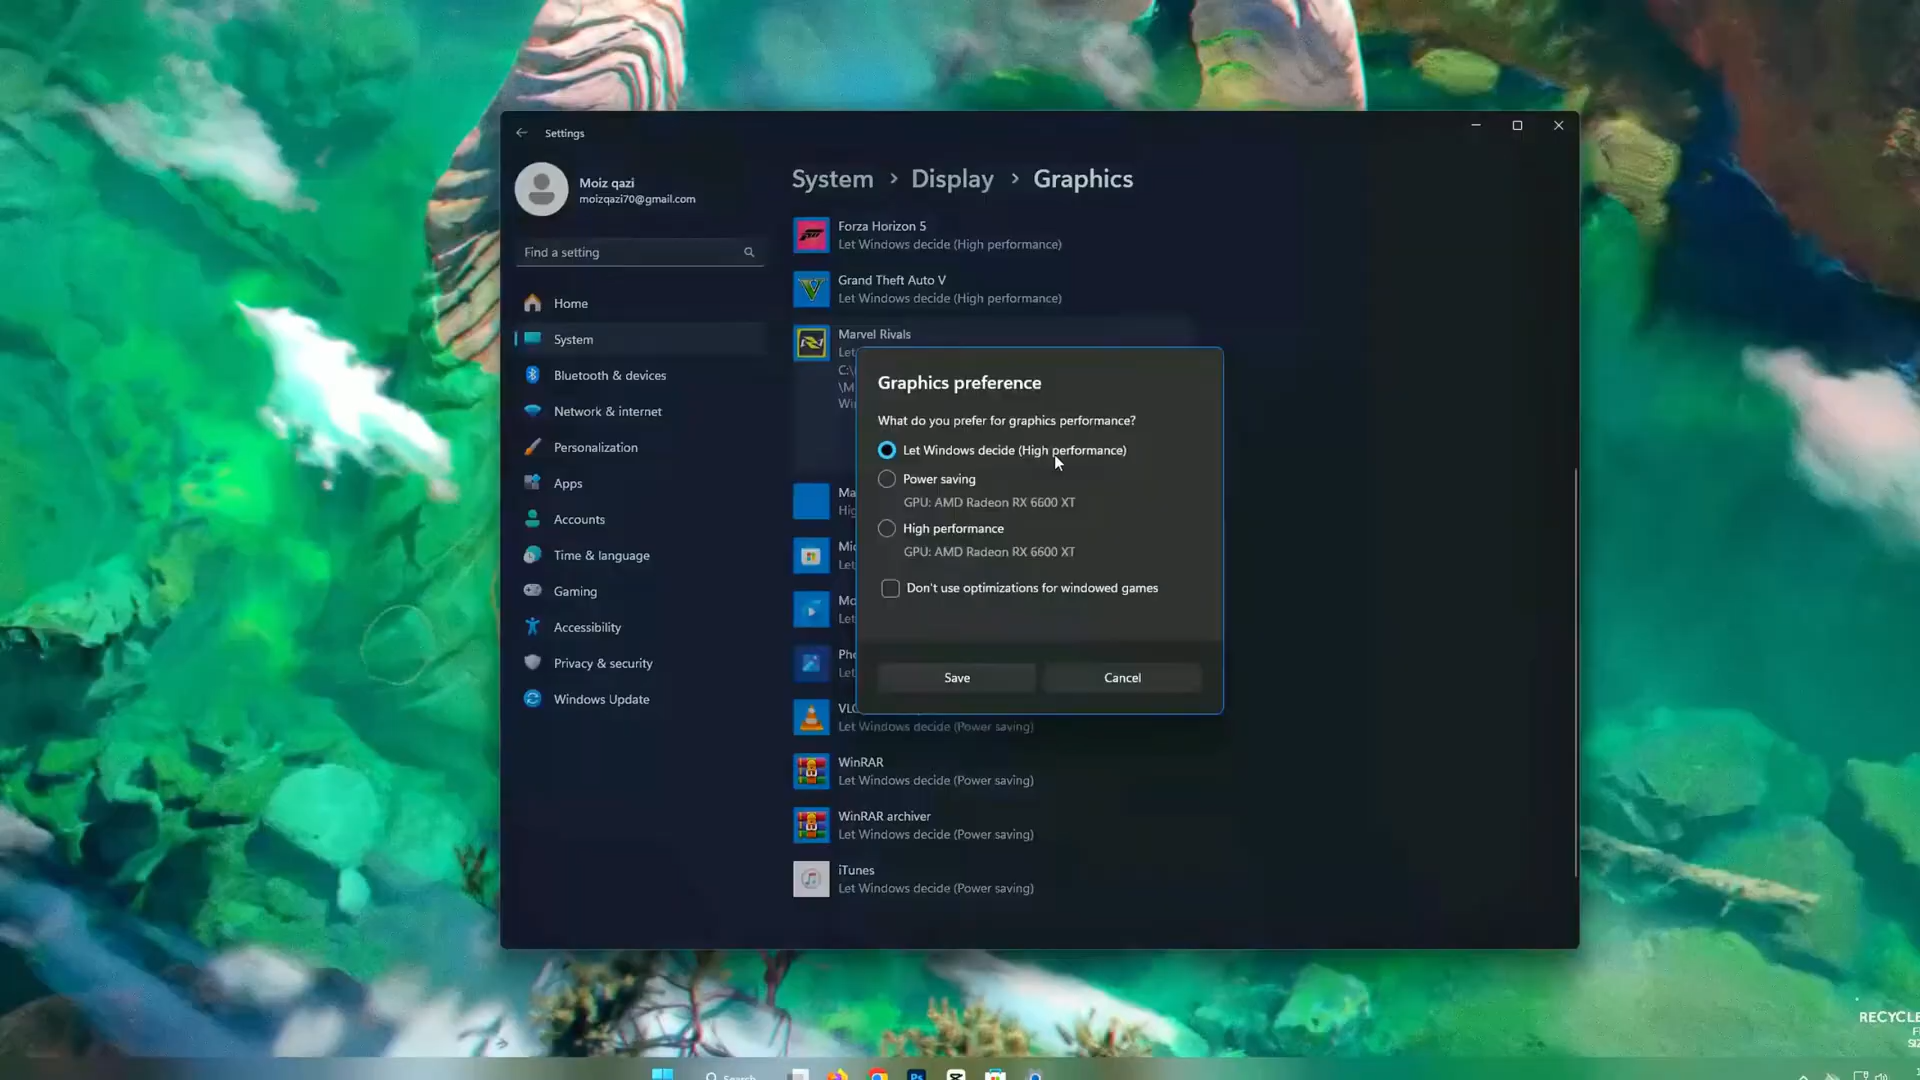 Settings
Moiz qazi
moizqazi70@gmail.com
Find a setting
Home
System
Bluetooth & devices
Network & internet
Personalization
Apps
Accounts
Time & language
Gaming
Accessibility
Privacy & security
Windows Update
System > Display > Graphics
Forza Horizon 5
Let Windows decide (High performance)
Grand Theft Auto V
Let Windows decide (High performance)
Marvel Rivals
Let
C:\
\M
Graphics preference
What do you prefer for graphics performance?
Let Windows decide (High performance)
Power saving
GPU: AMD Radeon RX 6600 XT
High performance
GPU: AMD Radeon RX 6600 XT
Don't use optimizations for windowed games
Save
Cancel
Let Windows decide (Power saving)
WinRAR
Let Windows decide (Power saving)
WinRAR archiver
Let Windows decide (Power saving)
iTunes
Let Windows decide (Power saving)
RECYCLE
Search
Ps